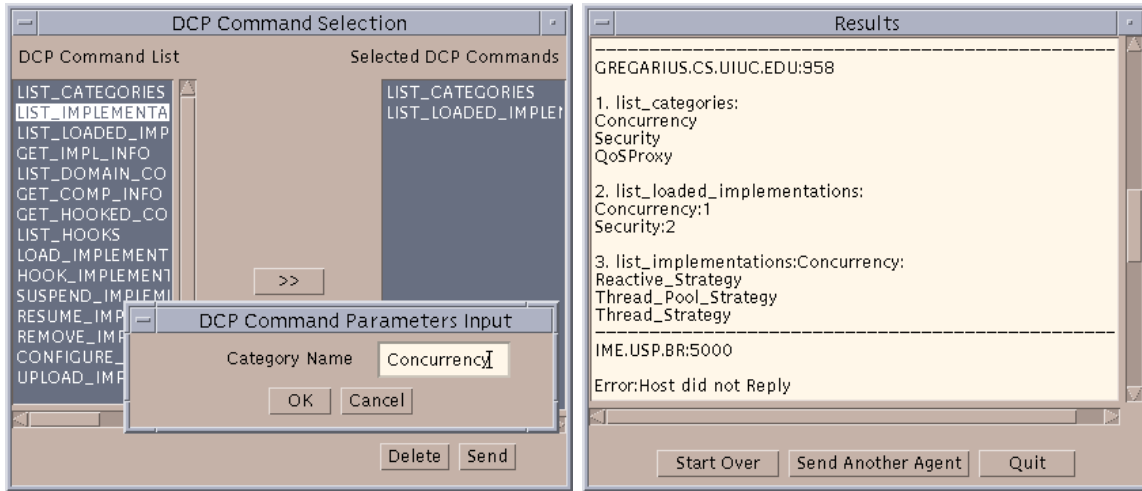 DCP Command Selection
DCP Command List
Selected DCP Commands
LIST_CATEGORIES
LIST_IMPLEMENTA
LIST_LOADED_IMP
GET_IMPL_INFO
LIST_DOMAIN_CO
GET_COMP_INFO
GET_HOOKED_CO
LIST_HOOKS
LOAD_IMPLEMENT
HOOK_IMPLEMENT
SUSPEND_IMPLEM
RESUME_IMP
REMOVE_IMP
CONFIGURE_
UPLOAD_IMP
>>
LIST_CATEGORIES
LIST_LOADED_IMPLEM
DCP Command Parameters Input
Category Name Concurrency
OK Cancel
Delete Send
Results
GREGARIUS.CS.UIUC.EDU:958
1. list_categories:
Concurrency
Security
QoSProxy
2. list_loaded_implementations:
Concurrency:1
Security:2
3. list_implementations:Concurrency:
Reactive_Strategy
Thread_Pool_Strategy
Thread_Strategy
IME.USP.BR:5000
Error:Host did not Reply
Start Over Send Another Agent Quit